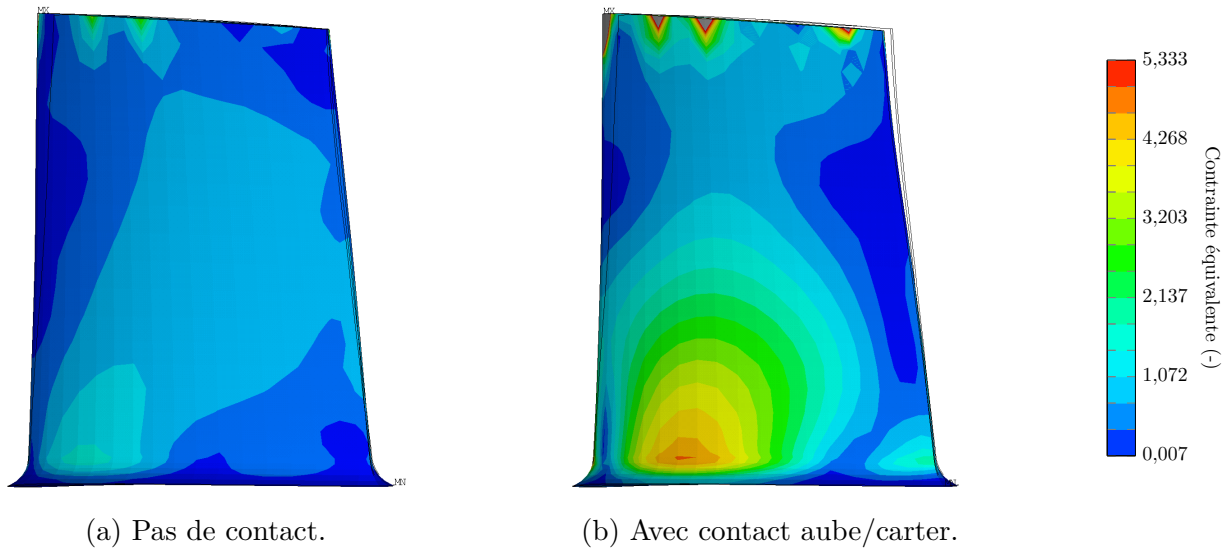 MX
MX
5,333
4,268
3,203
2,137
1,072
0,007
Contrainte équivalente (-)
MN
(a) Pas de contact.
(b) Avec contact aube/carter.